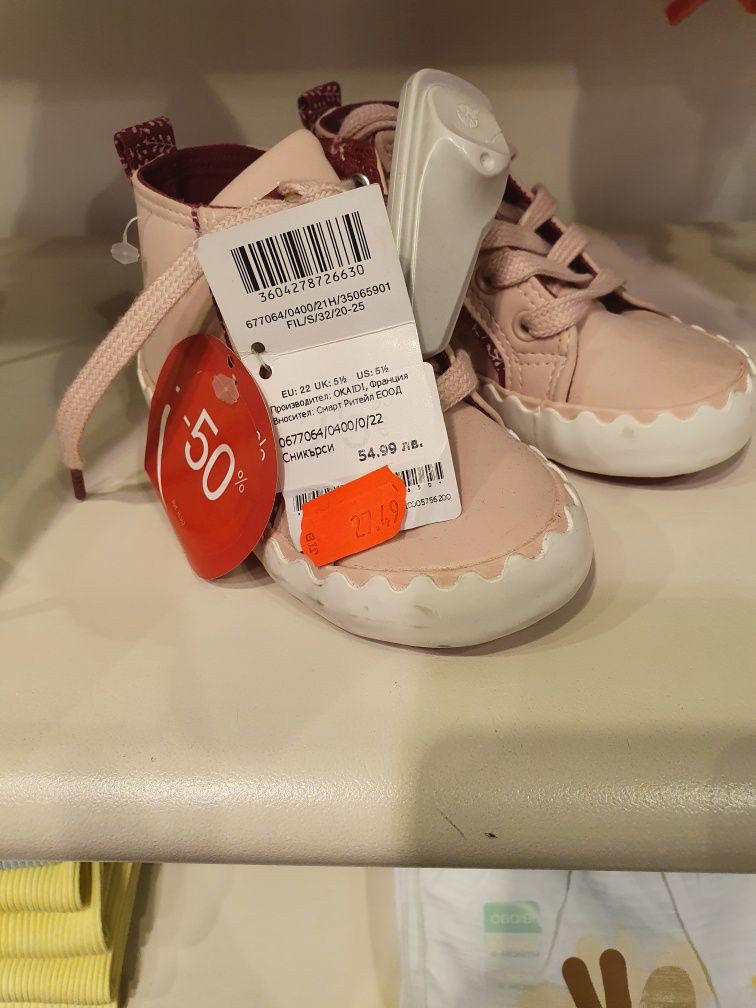 3604278726630
677064/0400/21H/35065901
FIL/S/32/20-25
EU: 22 UK: 5½ US: 5½
Производител: OKAIDI, Франция
Вносител: Смарт Ритейл ЕООД
0677064/0400/0/22
Сникърси 54.99 лв.
27.49
-50%